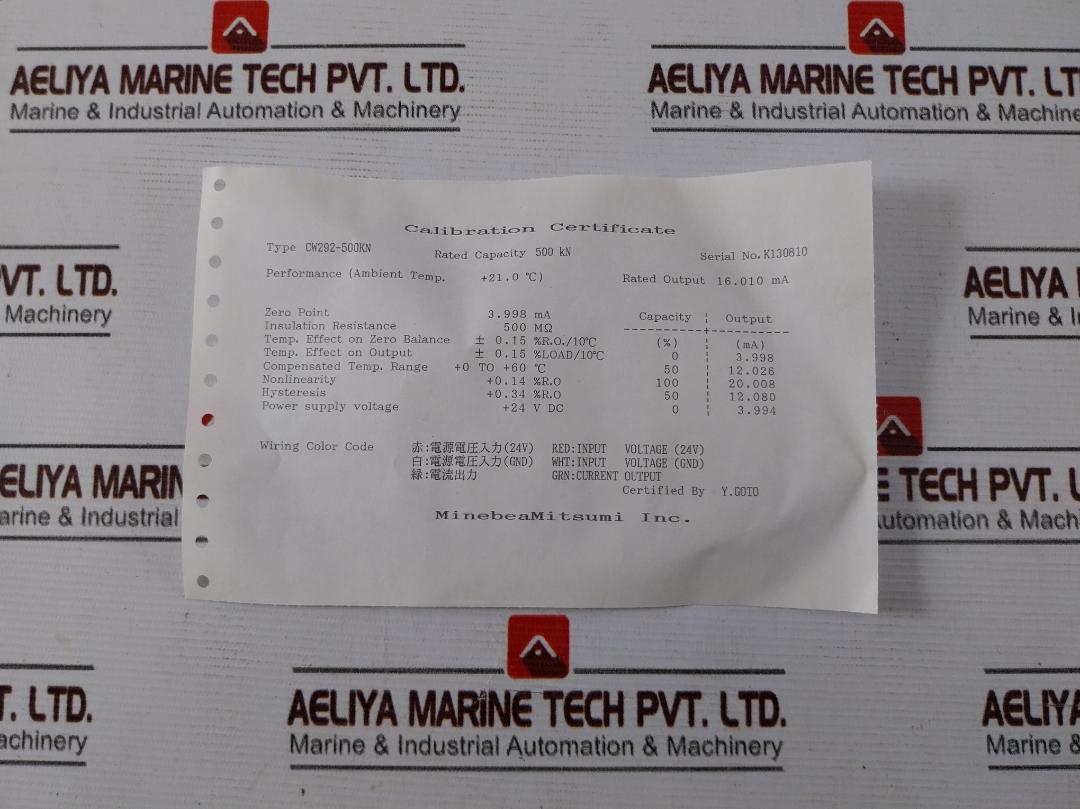 AELIYA MARINE TECH PVT. LTD.
Marine & Industrial Automation & Machinery
AELIYA MARINE TECH PVT. LT
Marine & Industrial Automation & Machine
VT. LTD.
Machinery
AELIYA
Marine &
Calibration Certificate
Type CW292-500KN Rated Capacity 500 kN Serial No.K130810
Performance (Ambient Temp. +21.0 ℃) Rated Output 16.010 mA
Zero Point 3.998 mA
Insulation Resistance 500 MΩ
Temp. Effect on Zero Balance ± 0.15 %R.O./10℃
Temp. Effect on Output ± 0.15 %LOAD/10℃
Compensated Temp. Range +0 TO +60 ℃
Nonlinearity +0.14 %R.O
Hysteresis +0.34 %R.O
Power supply voltage +24 V DC
Capacity ¦ Output
(%) ¦ (mA)
0 ¦ 3.998
50 ¦ 12.026
100 ¦ 20.008
50 ¦ 12.080
0 ¦ 3.994
Wiring Color Code 赤:電源電圧入力(24V) RED:INPUT VOLTAGE (24V)
白:電源電圧入力(GND) WHT:INPUT VOLTAGE (GND)
緑:電流出力 GRN:CURRENT OUTPUT
Certified By Y.GOTO
MinebeaMitsumi Inc.
ELIYA MARIN
arine & Industrial
E TECH PVT. L
utomation & Mach
T. LTD.
achinery
AELIYA MARINE TECH PVT. LTD.
Marine & Industrial Automation & Machinery
AELIYA
Marine &